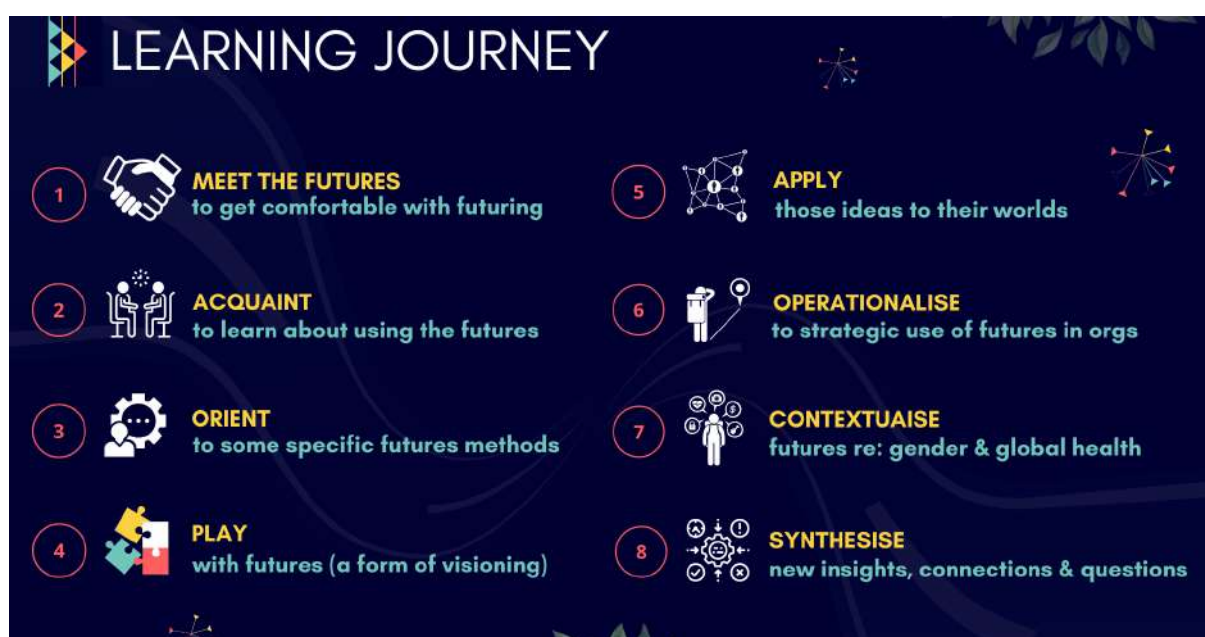 LEARNING JOURNEY
1
MEET THE FUTURES
to get comfortable with futuring
2
ACQUAINT
to learn about using the futures
3
ORIENT
to some specific futures methods
4
PLAY
with futures (a form of visioning)
5
APPLY
those ideas to their worlds
6
OPERATIONALISE
to strategic use of futures in orgs
7
CONTEXTUAISE
futures re: gender & global health
8
SYNTHESISE
new insights, connections & questions